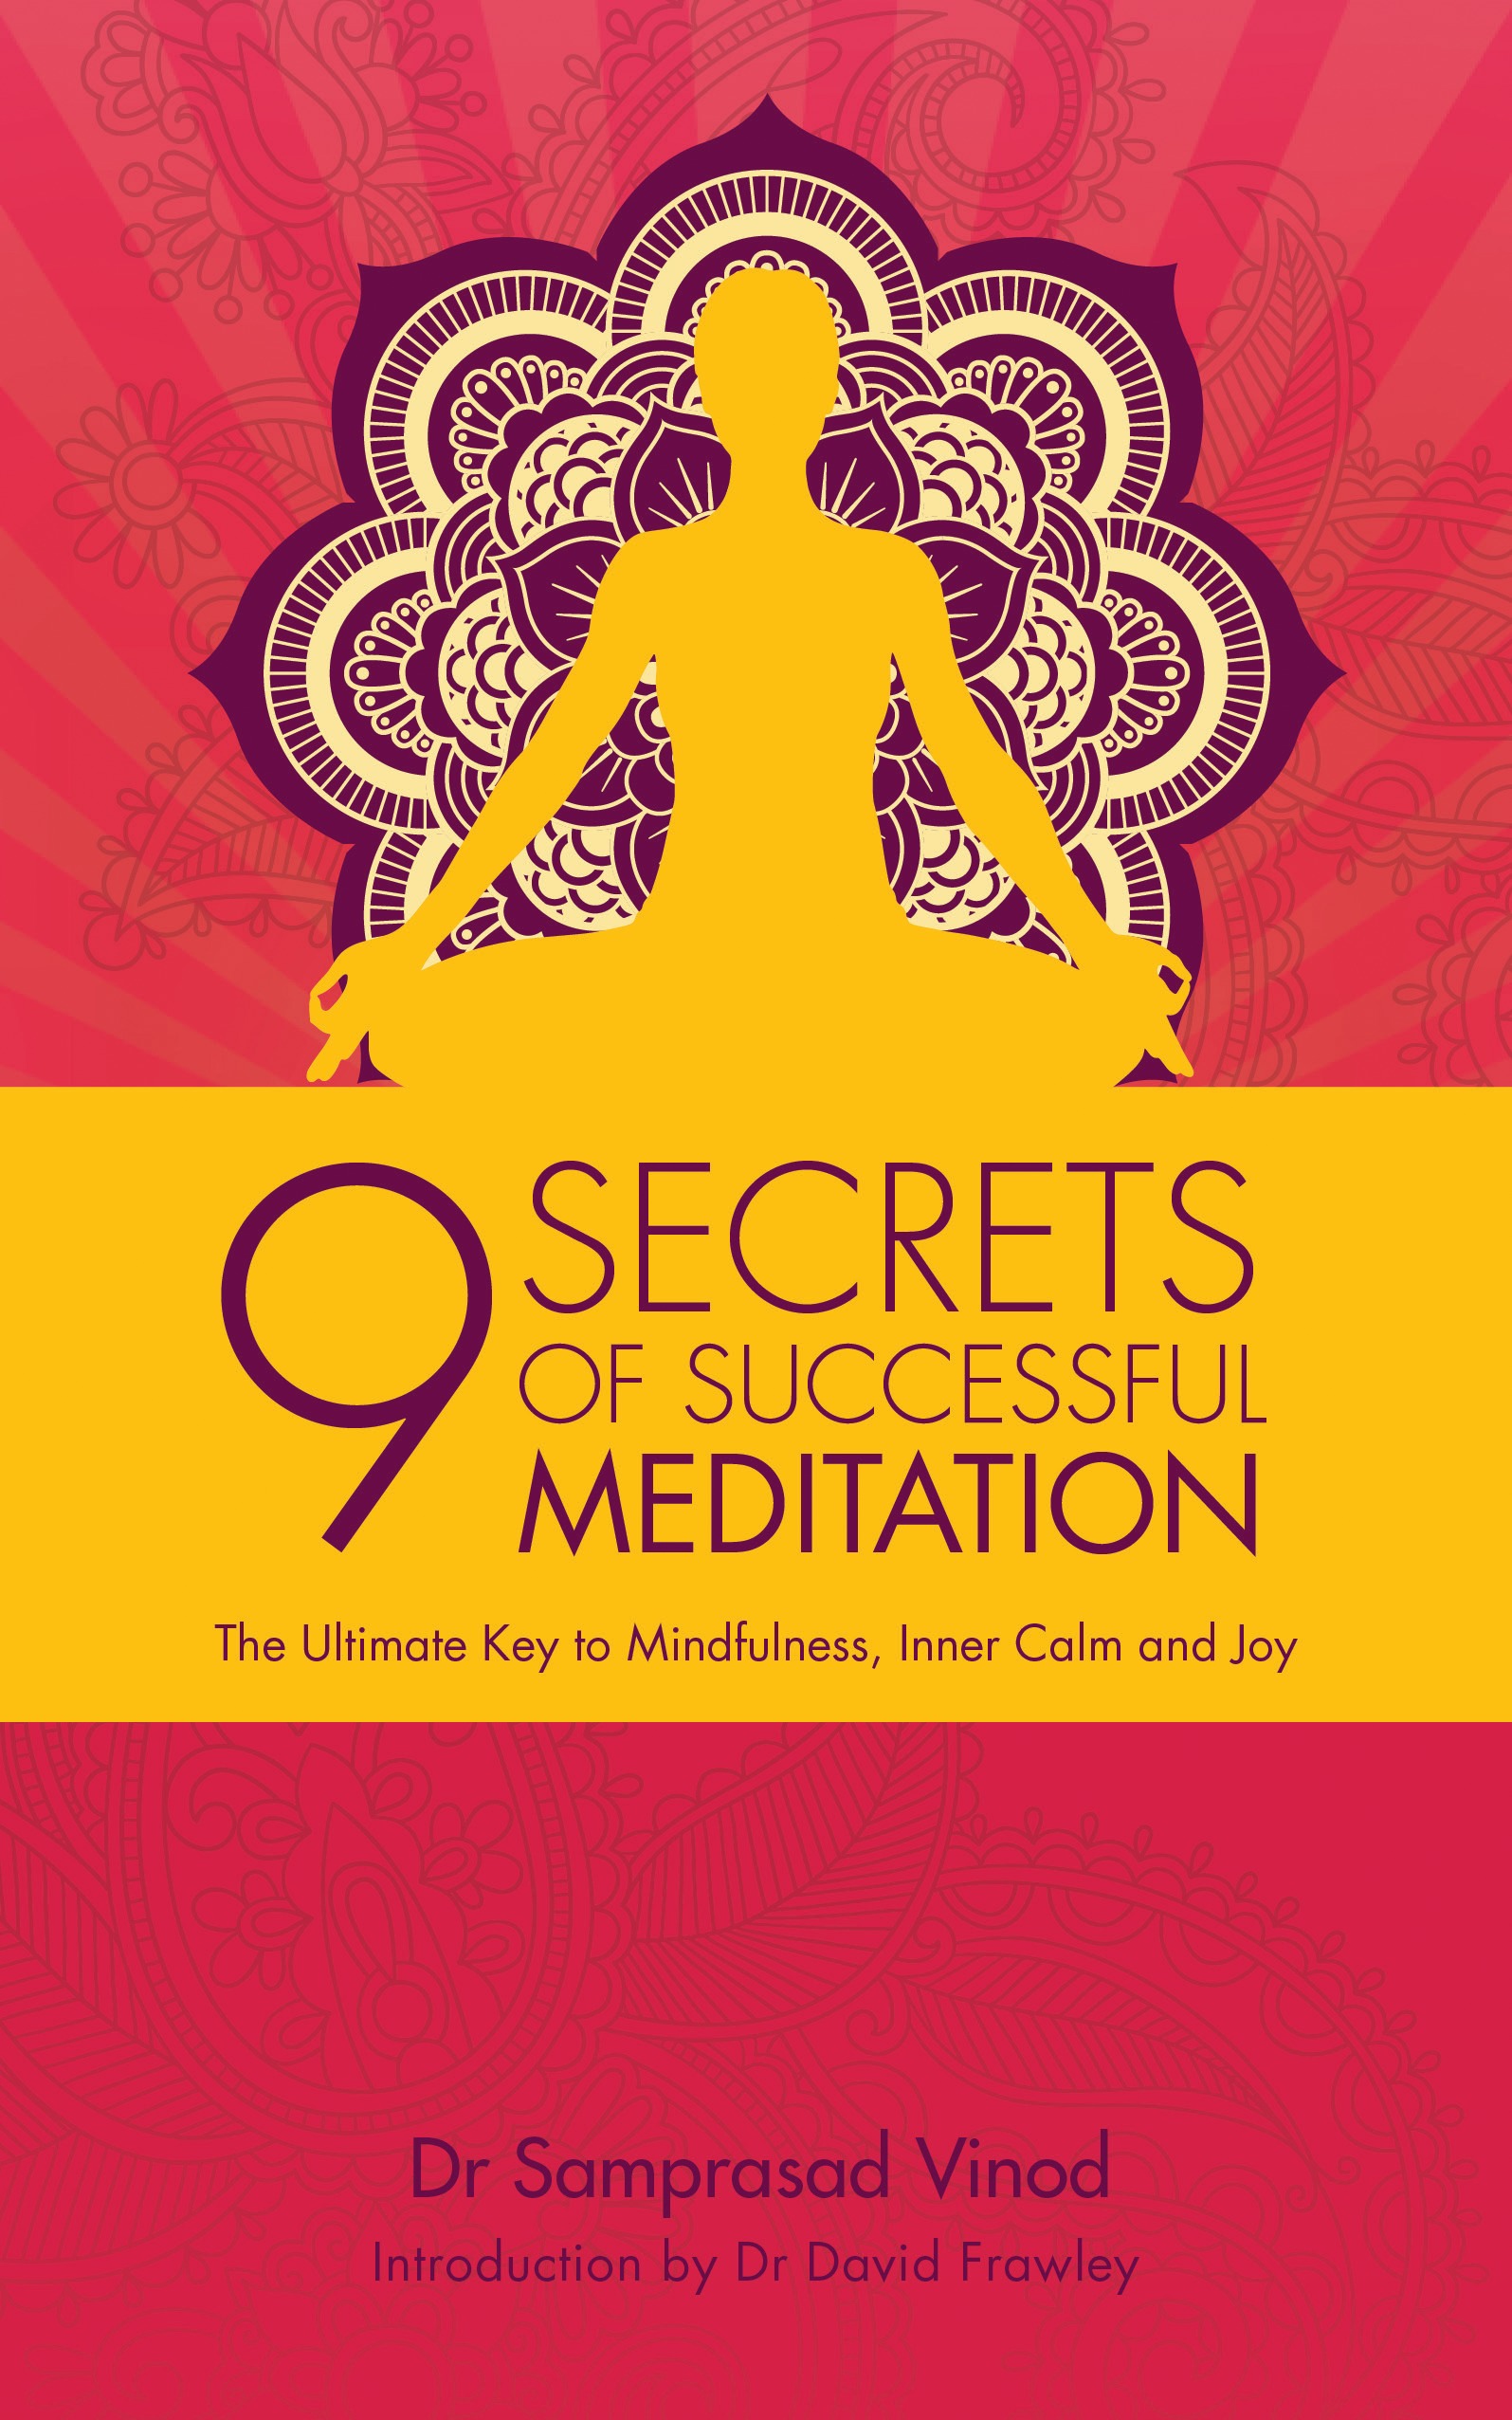 9 SECRETS
OF SUCCESSFUL
MEDITATION
The Ultimate Key to Mindfulness, Inner Calm and Joy
Dr Samprasad Vinod
Introduction by Dr David Frawley